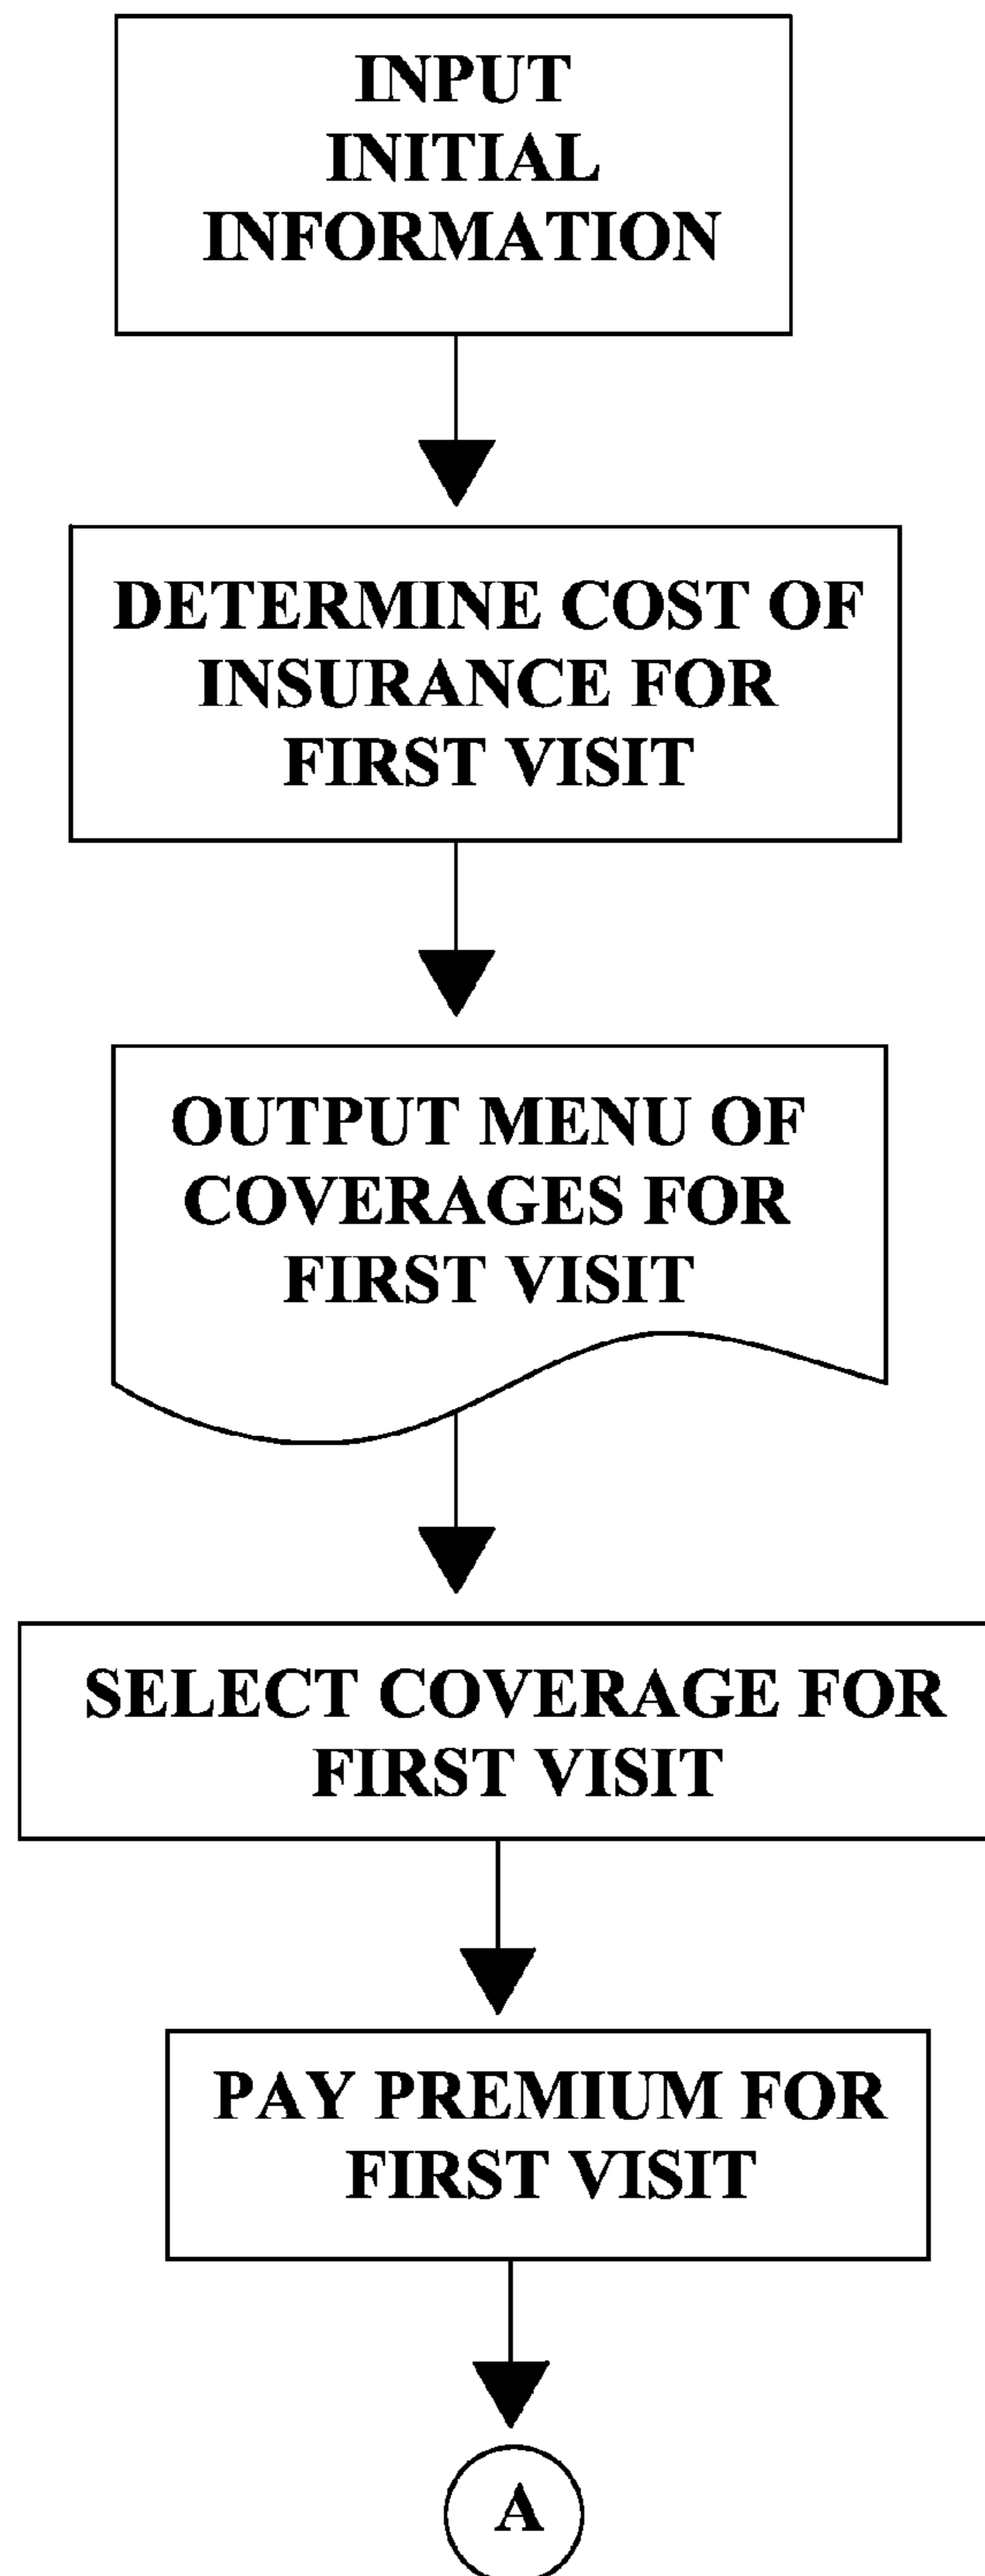 INPUT
INITIAL
INFORMATION
DETERMINE COST OF
INSURANCE FOR
FIRST VISIT
OUTPUT MENU OF
COVERAGES FOR
FIRST VISIT
SELECT COVERAGE FOR
FIRST VISIT
PAY PREMIUM FOR
FIRST VISIT
A